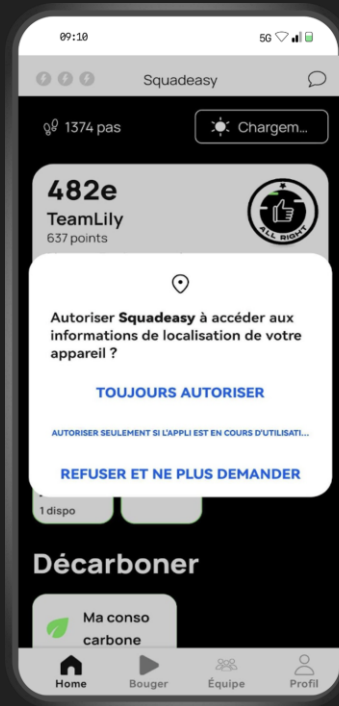 09:10
5G
Squadeasy
1374 pas
Chargem...
482e
TeamLily
637 points
ALL RIGHT
Autoriser Squadeasy à accéder aux
informations de localisation de votre
appareil ?
TOUJOURS AUTORISER
AUTORISER SEULEMENT SI L'APPLI EST EN COURS D'UTILISATI...
REFUSER ET NE PLUS DEMANDER
1 dispo
Décarboner
Ma conso
carbone
Home
Bouger
Équipe
Profil